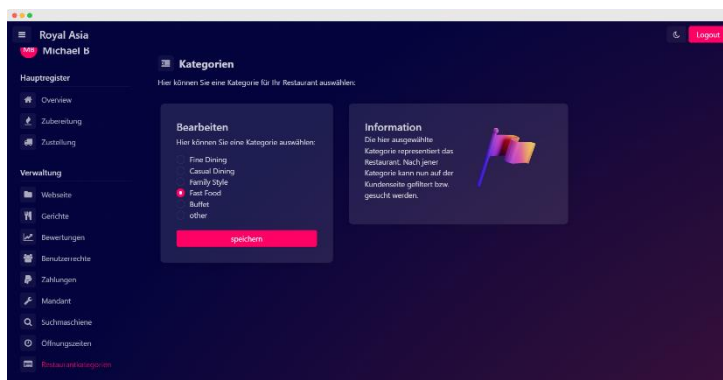 Royal Asia
Logout
MB
Michael B
Hauptregister
Overview
Zubereitung
Zustellung
Verwaltung
Webseite
Gerichte
Bewertungen
Benutzerrechte
Zahlungen
Mandant
Suchmaschiene
Öffnungszeiten
Restaurantkategorien
Kategorien
Hier können Sie eine Kategorie für Ihr Restaurant auswählen:
Bearbeiten
Hier können Sie eine Kategorie auswählen:
Fine Dining
Casual Dining
Family Style
Fast Food
Buffet
other
speichern
Information
Die hier ausgewählte
Kategorie representiert das
Restaurant. Nach jener
Kategorie kann nun auf der
Kundenseite gefiltert bzw.
gesucht werden.